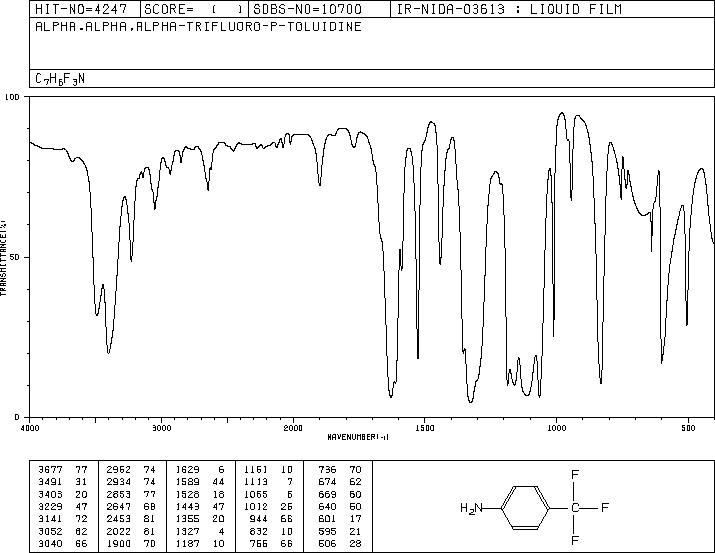 HIT-NO=4247 SCORE= ( ) SDBS-NO=10700 IR-NIDA-03613 : LIQUID FILM
ALPHA,ALPHA,ALPHA-TRIFLUORO-P-TOLUIDINE
C7H6F3N
100
50
0
TRANSMITTANCE(%)
4000 3000 2000 1500 1000 500
WAVENUMBER(-1)
3677 77 2962 74 1629 6 1161 10 736 70
3491 31 2934 74 1589 44 1113 7 674 62
3403 20 2853 77 1528 18 1065 6 669 60
3229 47 2647 68 1443 47 1012 26 640 50
3141 72 2453 81 1355 20 944 66 601 17
3052 62 2022 81 1327 4 832 10 595 21
3040 66 1900 70 1187 10 766 66 506 28
F
H2N C F
F